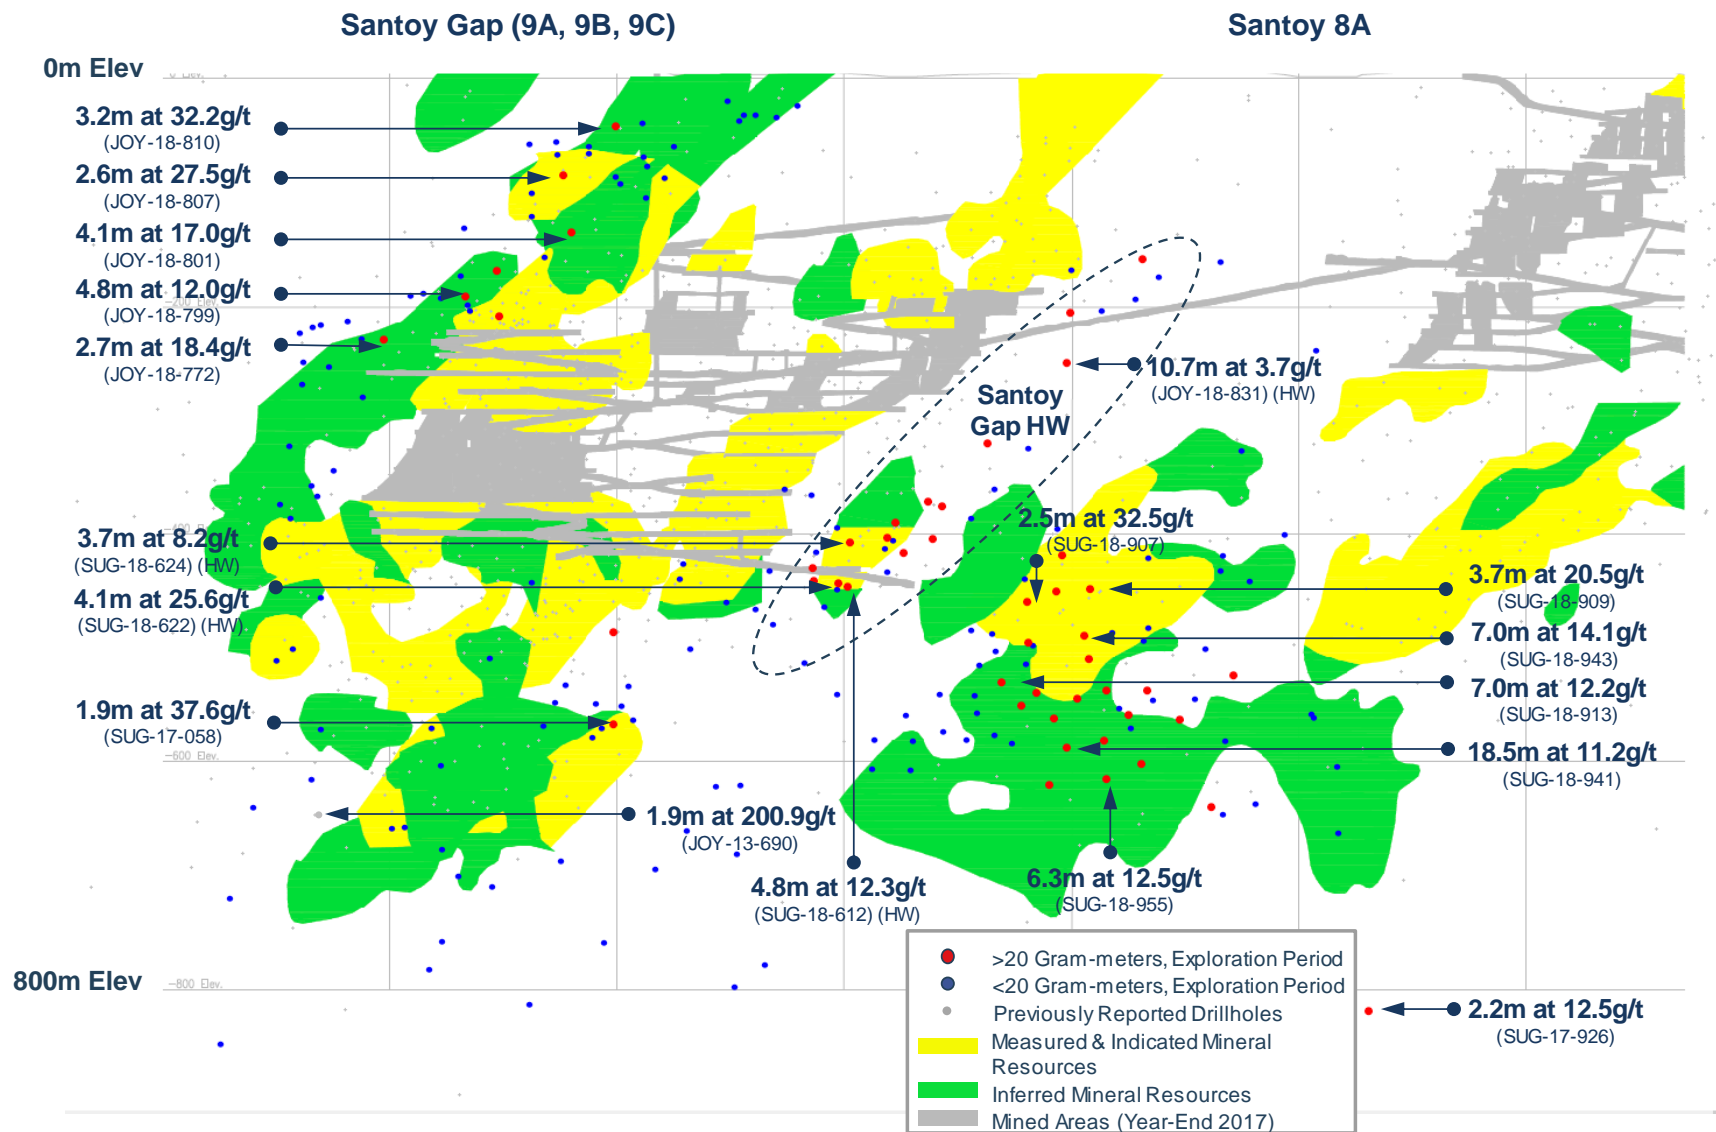 Santoy Gap (9A, 9B, 9C)
Santoy 8A
0m Elev
3.2m at 32.2g/t
(JOY-18-810)
2.6m at 27.5g/t
(JOY-18-807)
4.1m at 17.0g/t
(JOY-18-801)
4.8m at 12.0g/t
(JOY-18-799)
-200 Elev.
2.7m at 18.4g/t
(JOY-18-772)
10.7m at 3.7g/t
(JOY-18-831) (HW)
Santoy
Gap HW
2.5m at 32.5g/t
(SUG-18-907)
3.7m at 8.2g/t
(SUG-18-624) (HW)
4.1m at 25.6g/t
(SUG-18-622) (HW)
3.7m at 20.5g/t
(SUG-18-909)
7.0m at 14.1g/t
(SUG-18-943)
7.0m at 12.2g/t
(SUG-18-913)
1.9m at 37.6g/t
(SUG-17-058)
18.5m at 11.2g/t
(SUG-18-941)
-600 Elev.
1.9m at 200.9g/t
(JOY-13-690)
4.8m at 12.3g/t
(SUG-18-612) (HW)
6.3m at 12.5g/t
(SUG-18-955)
800m Elev
-800 Elev.
>20 Gram-meters, Exploration Period
<20 Gram-meters, Exploration Period
Previously Reported Drillholes
Measured & Indicated Mineral
Resources
Inferred Mineral Resources
Mined Areas (Year-End 2017)
2.2m at 12.5g/t
(SUG-17-926)